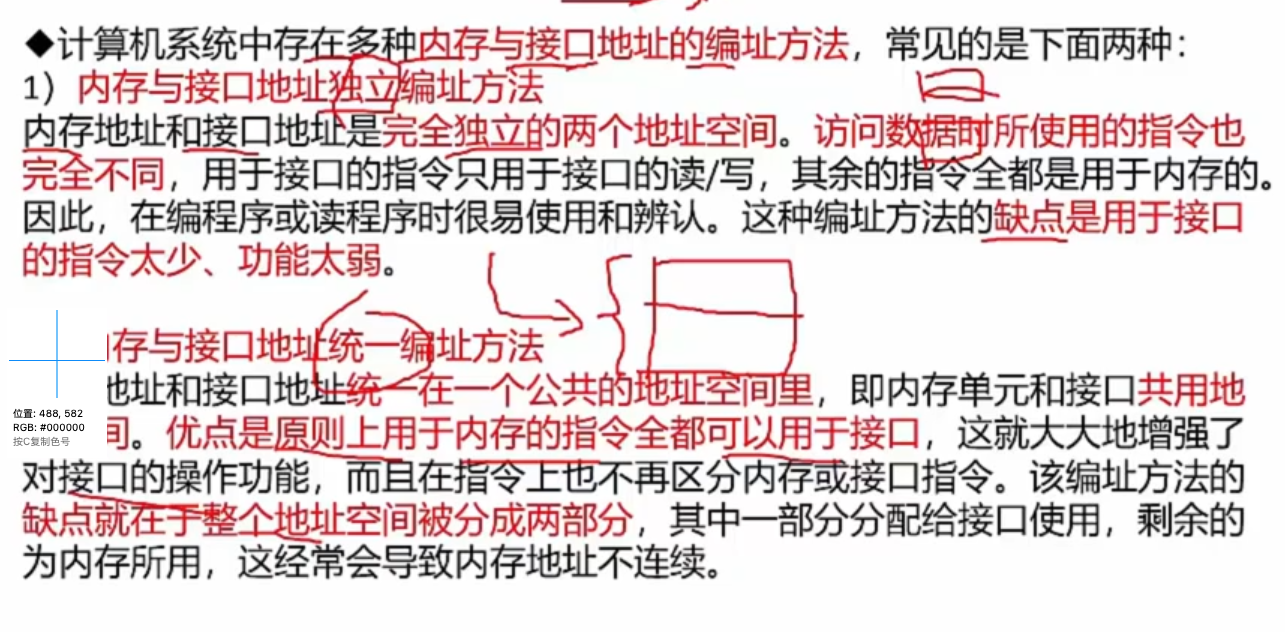 ◆计算机系统中存在多种内存与接口地址的编址方法，常见的是下面两种：
1）内存与接口地址独立编址方法
内存地址和接口地址是完全独立的两个地址空间。访问数据时所使用的指令也
完全不同，用于接口的指令只用于接口的读/写，其余的指令全都是用于内存的。
因此，在编程序或读程序时很易使用和辨认。这种编址方法的缺点是用于接口
的指令太少、功能太弱。
存与接口地址统一编址方法
地址和接口地址统一在一个公共的地址空间里，即内存单元和接口共用地
间。优点是原则上用于内存的指令全都可以用于接口，这就大大地增强了
对接口的操作功能，而且在指令上也不再区分内存或接口指令。该编址方法的
缺点就在于整个地址空间被分成两部分，其中一部分分配给接口使用，剩余的
为内存所用，这经常会导致内存地址不连续。
位置: 488, 582
RGB: #000000
按C复制色号